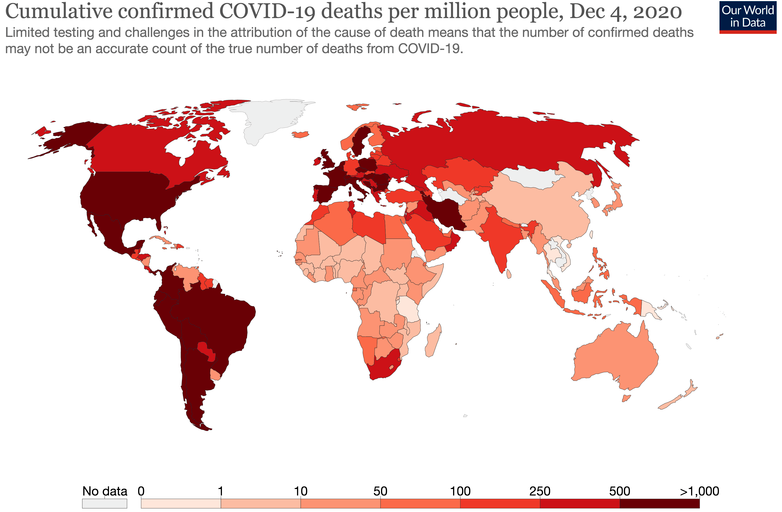 Cumulative confirmed COVID-19 deaths per million people, Dec 4, 2020
Our World
in Data
Limited testing and challenges in the attribution of the cause of death means that the number of confirmed deaths
may not be an accurate count of the true number of deaths from COVID-19.
No data 0 1 10 50 100 250 500 >1,000